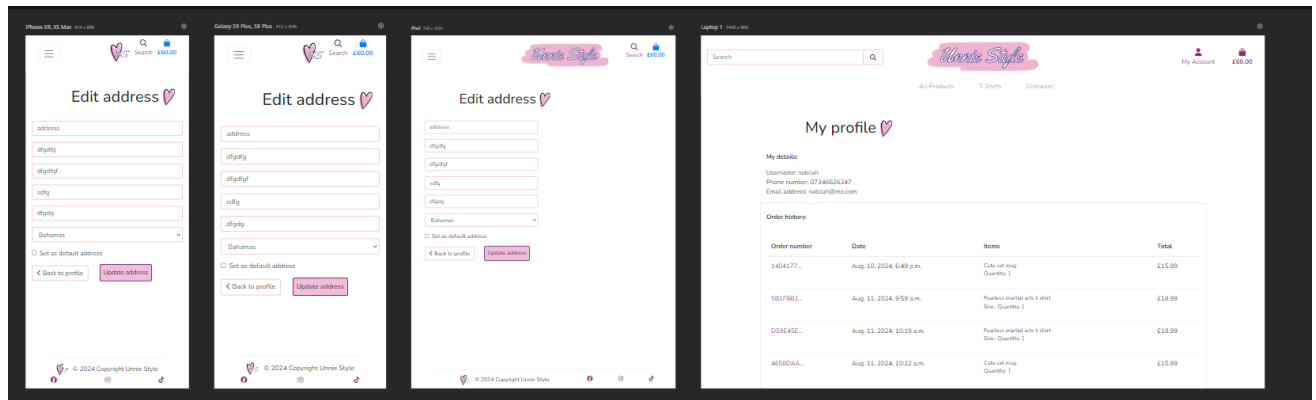 iPhone XR, XS Max 414 x 896
Search £60.00
Edit address
address
dfgdfg
dfgdfgf
sdfg
dfgdg
Bahamas
Set as default address
Back to profile
Update address
© 2024 Copyright Unnie Style
Galaxy S9 Plus, S8 Plus 412 x 846
Search £60.00
Edit address
address
dfgdfg
dfgdfgf
sdfg
dfgdg
Bahamas
Set as default address
Back to profile
Update address
© 2024 Copyright Unnie Style
iPad 768 x 1024
Unnie Style
Search £60.00
Edit address
address
dfgdfg
dfgdfgf
sdfg
dfgdg
Bahamas
Set as default address
Back to profile
Update address
© 2024 Copyright Unnie Style
Laptop 1
Search
Unnie Style
My Account £60.00
All Products T-Shirts Drinkware
My profile
My details:
Username: nabilah
Phone number: 07346826347
Email address: nabilah@me.com
Order history:
Order number Date Items Total
1404177... Aug. 10, 2024, 6:49 p.m. Cute cat mug £15.99
Quantity: 1
5B1F8B2... Aug. 11, 2024, 9:59 a.m. Fearless martial arts t-shirt £18.99
Size- Quantity: 1
D59E45E... Aug. 11, 2024, 10:19 a.m. Fearless martial arts t-shirt £18.99
Size- Quantity: 1
4658DAA... Aug. 11, 2024, 10:22 a.m. Cute cat mug £15.99
Quantity: 1